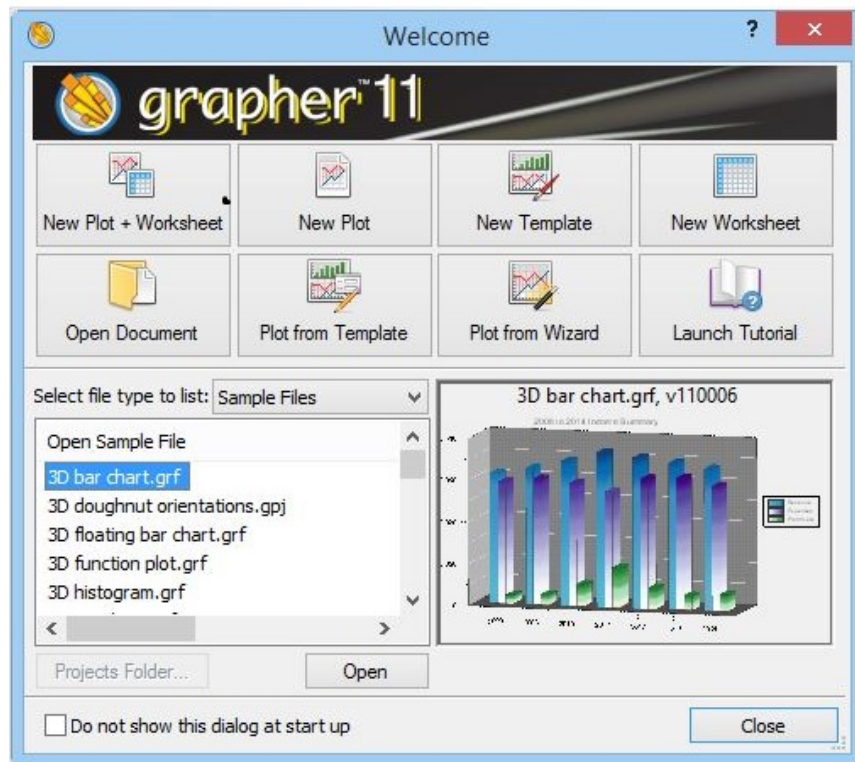 Welcome
?
grapher™ 11
New Plot + Worksheet
New Plot
New Template
New Worksheet
Open Document
Plot from Template
Plot from Wizard
Launch Tutorial
Select file type to list: Sample Files
Open Sample File
3D bar chart.grf
3D doughnut orientations.gpj
3D floating bar chart.grf
3D function plot.grf
3D histogram.grf
3D bar chart.grf, v110006
Income Summary
Projects Folder...
Open
Do not show this dialog at start up
Close